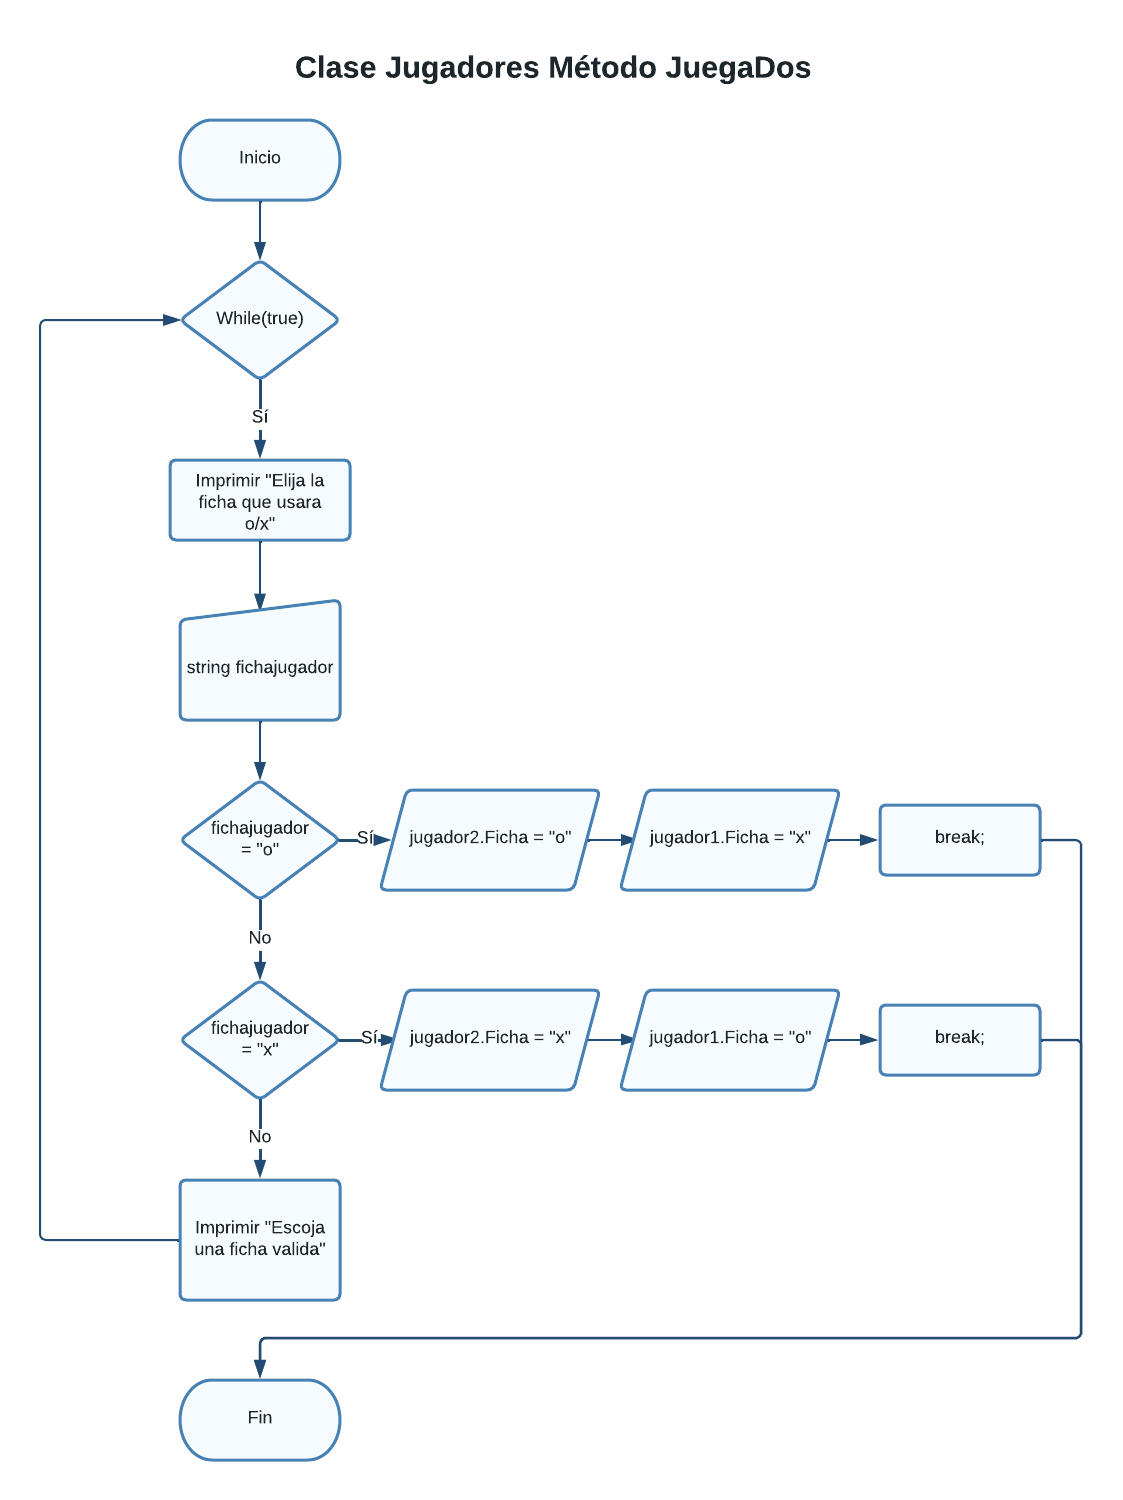 Clase Jugadores Método JuegaDos
Inicio
While(true)
Sí
Imprimir "Elija la
ficha que usara
o/x"
string fichajugador
fichajugador
= "o"
Sí
jugador2.Ficha = "o"
jugador1.Ficha = "x"
break;
No
fichajugador
= "x"
Sí
jugador2.Ficha = "x"
jugador1.Ficha = "o"
break;
No
Imprimir "Escoja
una ficha valida"
Fin